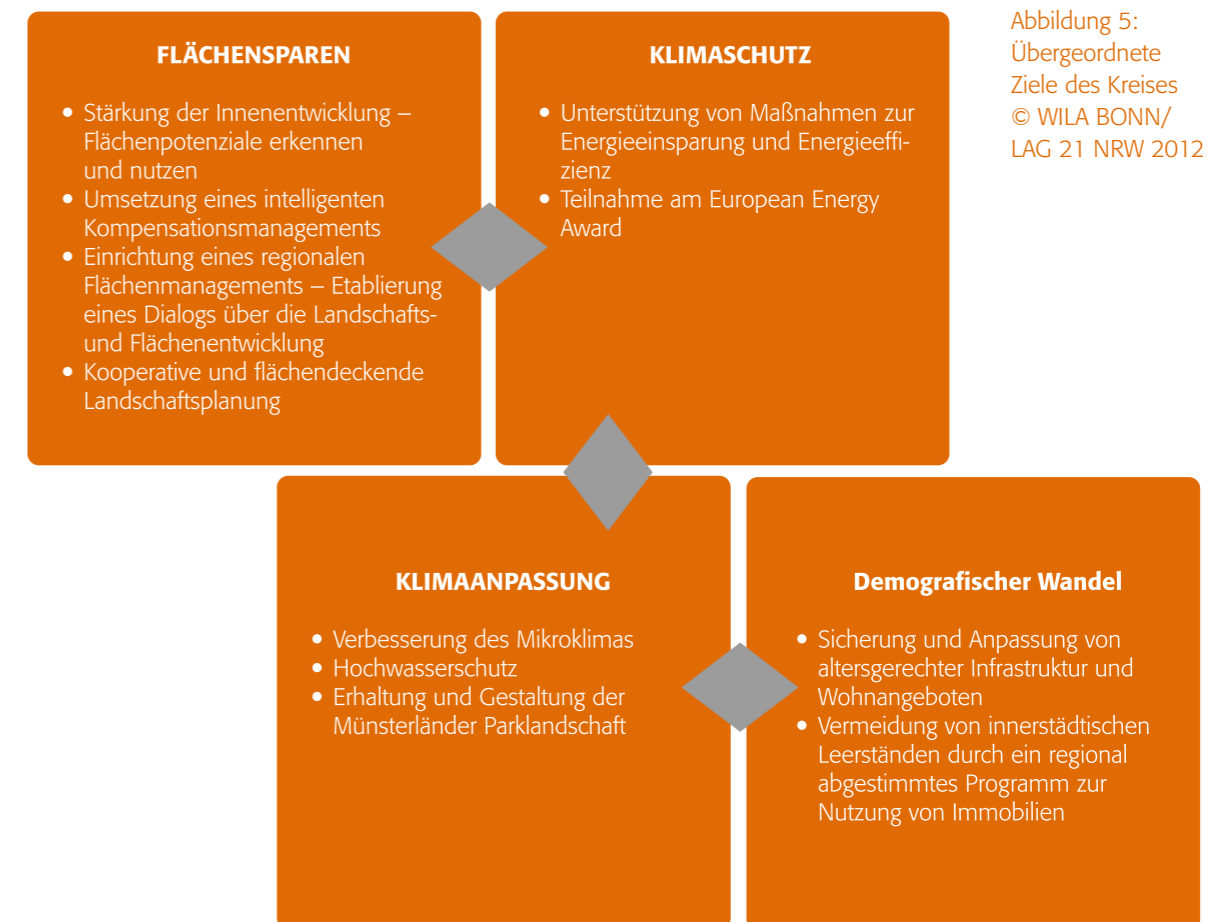 FLÄCHENSPAREN
• Stärkung der Innenentwicklung –
Flächenpotenziale erkennen
und nutzen
• Umsetzung eines intelligenten
Kompensationsmanagements
• Einrichtung eines regionalen
Flächenmanagements – Etablierung
eines Dialogs über die Landschafts-
und Flächenentwicklung
• Kooperative und flächendeckende
Landschaftsplanung
KLIMASCHUTZ
• Unterstützung von Maßnahmen zur
Energieeinsparung und Energieeffi-
zienz
• Teilnahme am European Energy
Award
Abbildung 5:
Übergeordnete
Ziele des Kreises
© WILA BONN/
LAG 21 NRW 2012
KLIMAANPASSUNG
• Verbesserung des Mikroklimas
• Hochwasserschutz
• Erhaltung und Gestaltung der
Münsterländer Parklandschaft
Demografischer Wandel
• Sicherung und Anpassung von
altersgerechter Infrastruktur und
Wohnangeboten
• Vermeidung von innerstädtischen
Leerständen durch ein regional
abgestimmtes Programm zur
Nutzung von Immobilien